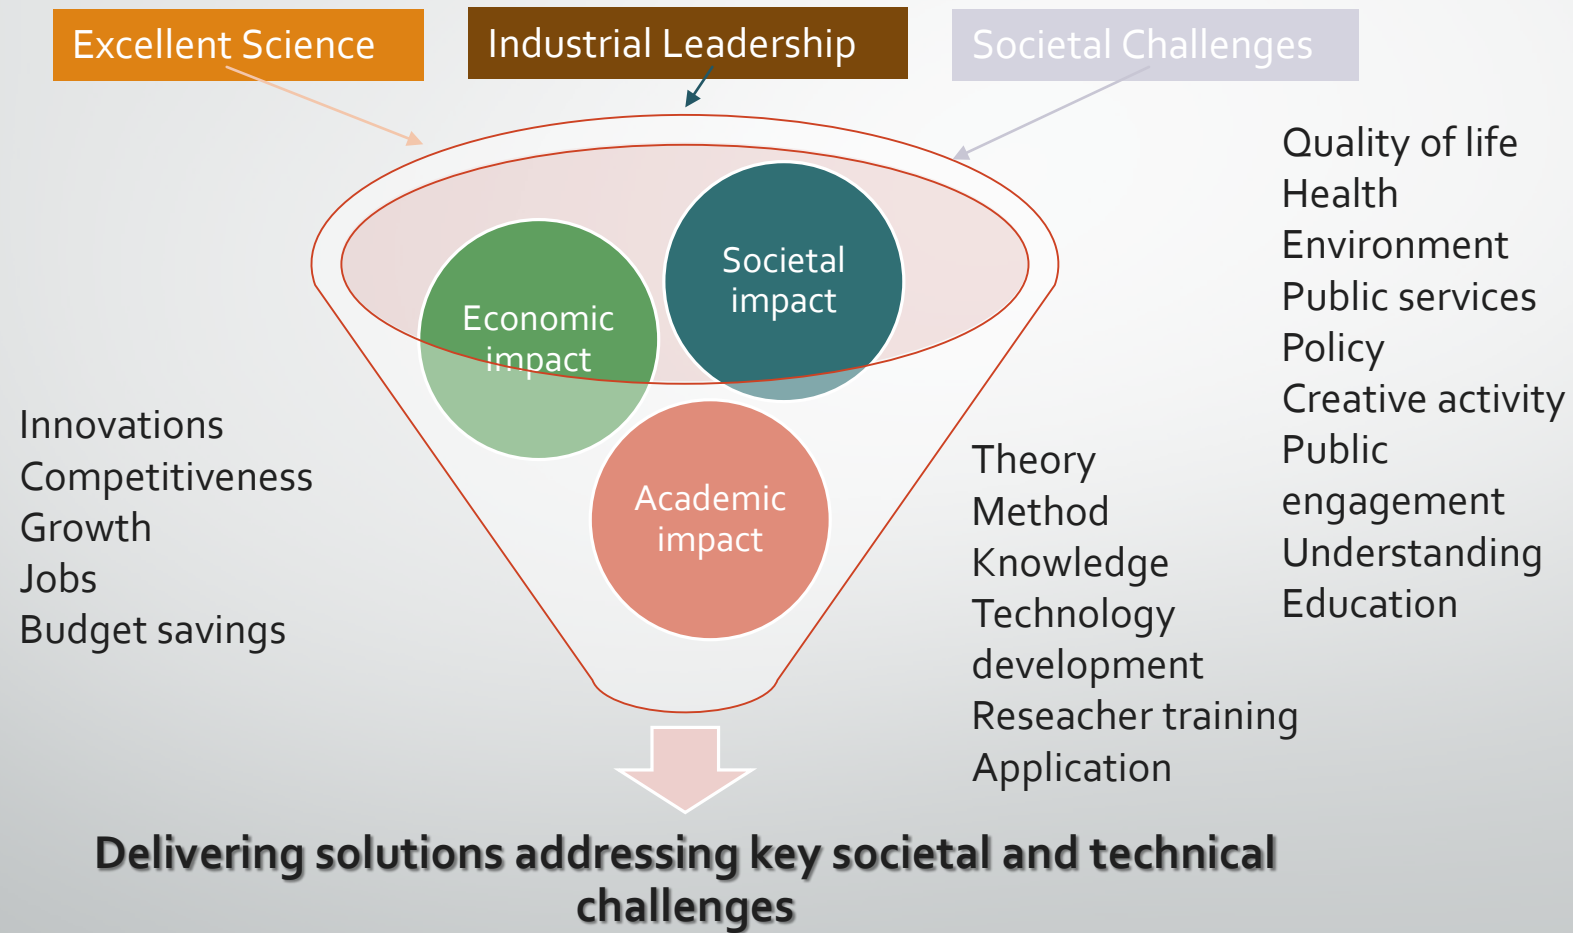 Excellent Science
Industrial Leadership
Societal Challenges
Economic
impact
Societal
impact
Academic
impact
Innovations
Competitiveness
Growth
Jobs
Budget savings
Theory
Method
Knowledge
Technology
development
Reseacher training
Application
Quality of life
Health
Environment
Public services
Policy
Creative activity
Public
engagement
Understanding
Education
Delivering solutions addressing key societal and technical
challenges